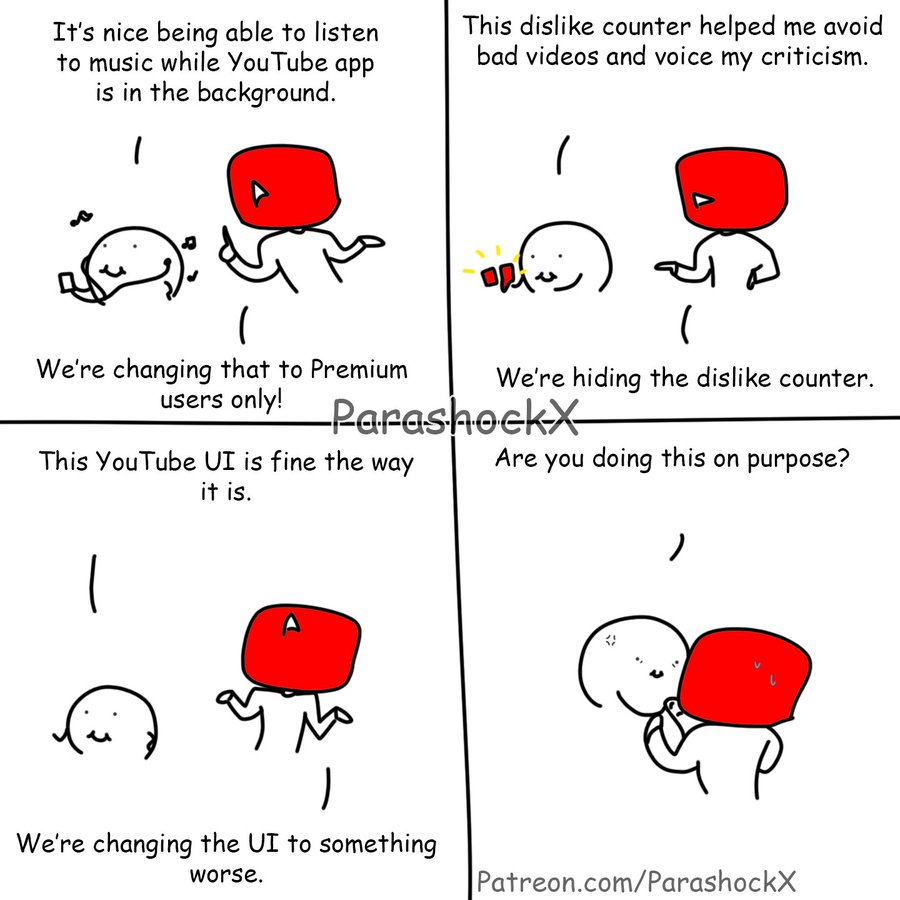 It's nice being able to listen
to music while YouTube app
is in the background.
We're changing that to Premium
users only!
This dislike counter helped me avoid
bad videos and voice my criticism.
We're hiding the dislike counter.
ParashockX
This YouTube UI is fine the way
it is.
We're changing the UI to something
worse.
Are you doing this on purpose?
Patreon.com/ParashockX